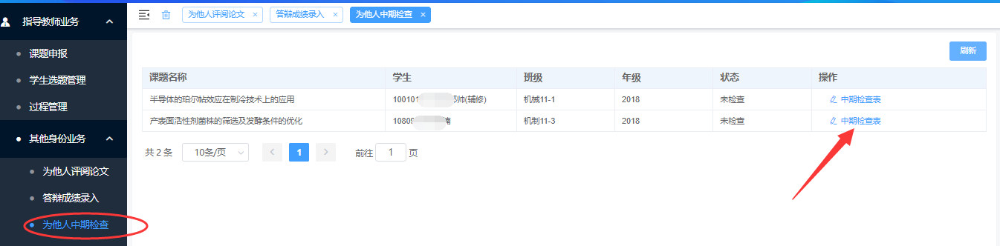 指导教师业务
课题申报
学生选题管理
过程管理
其他身份业务
为他人评阅论文
答辩成绩录入
为他人中期检查
为他人评阅论文 × 答辩成绩录入 × 为他人中期检查 ×
刷新
课题名称 学生 班级 年级 状态 操作
半导体的珀尔帖效应在制冷技术上的应用 100101 帅(辅修) 机械11-1 2018 未检查 中期检查表
产表面活性剂菌株的筛选及发酵条件的优化 10809 楠 机制11-3 2018 未检查 中期检查表
共 2 条 10条/页 < 1 > 前往 1 页